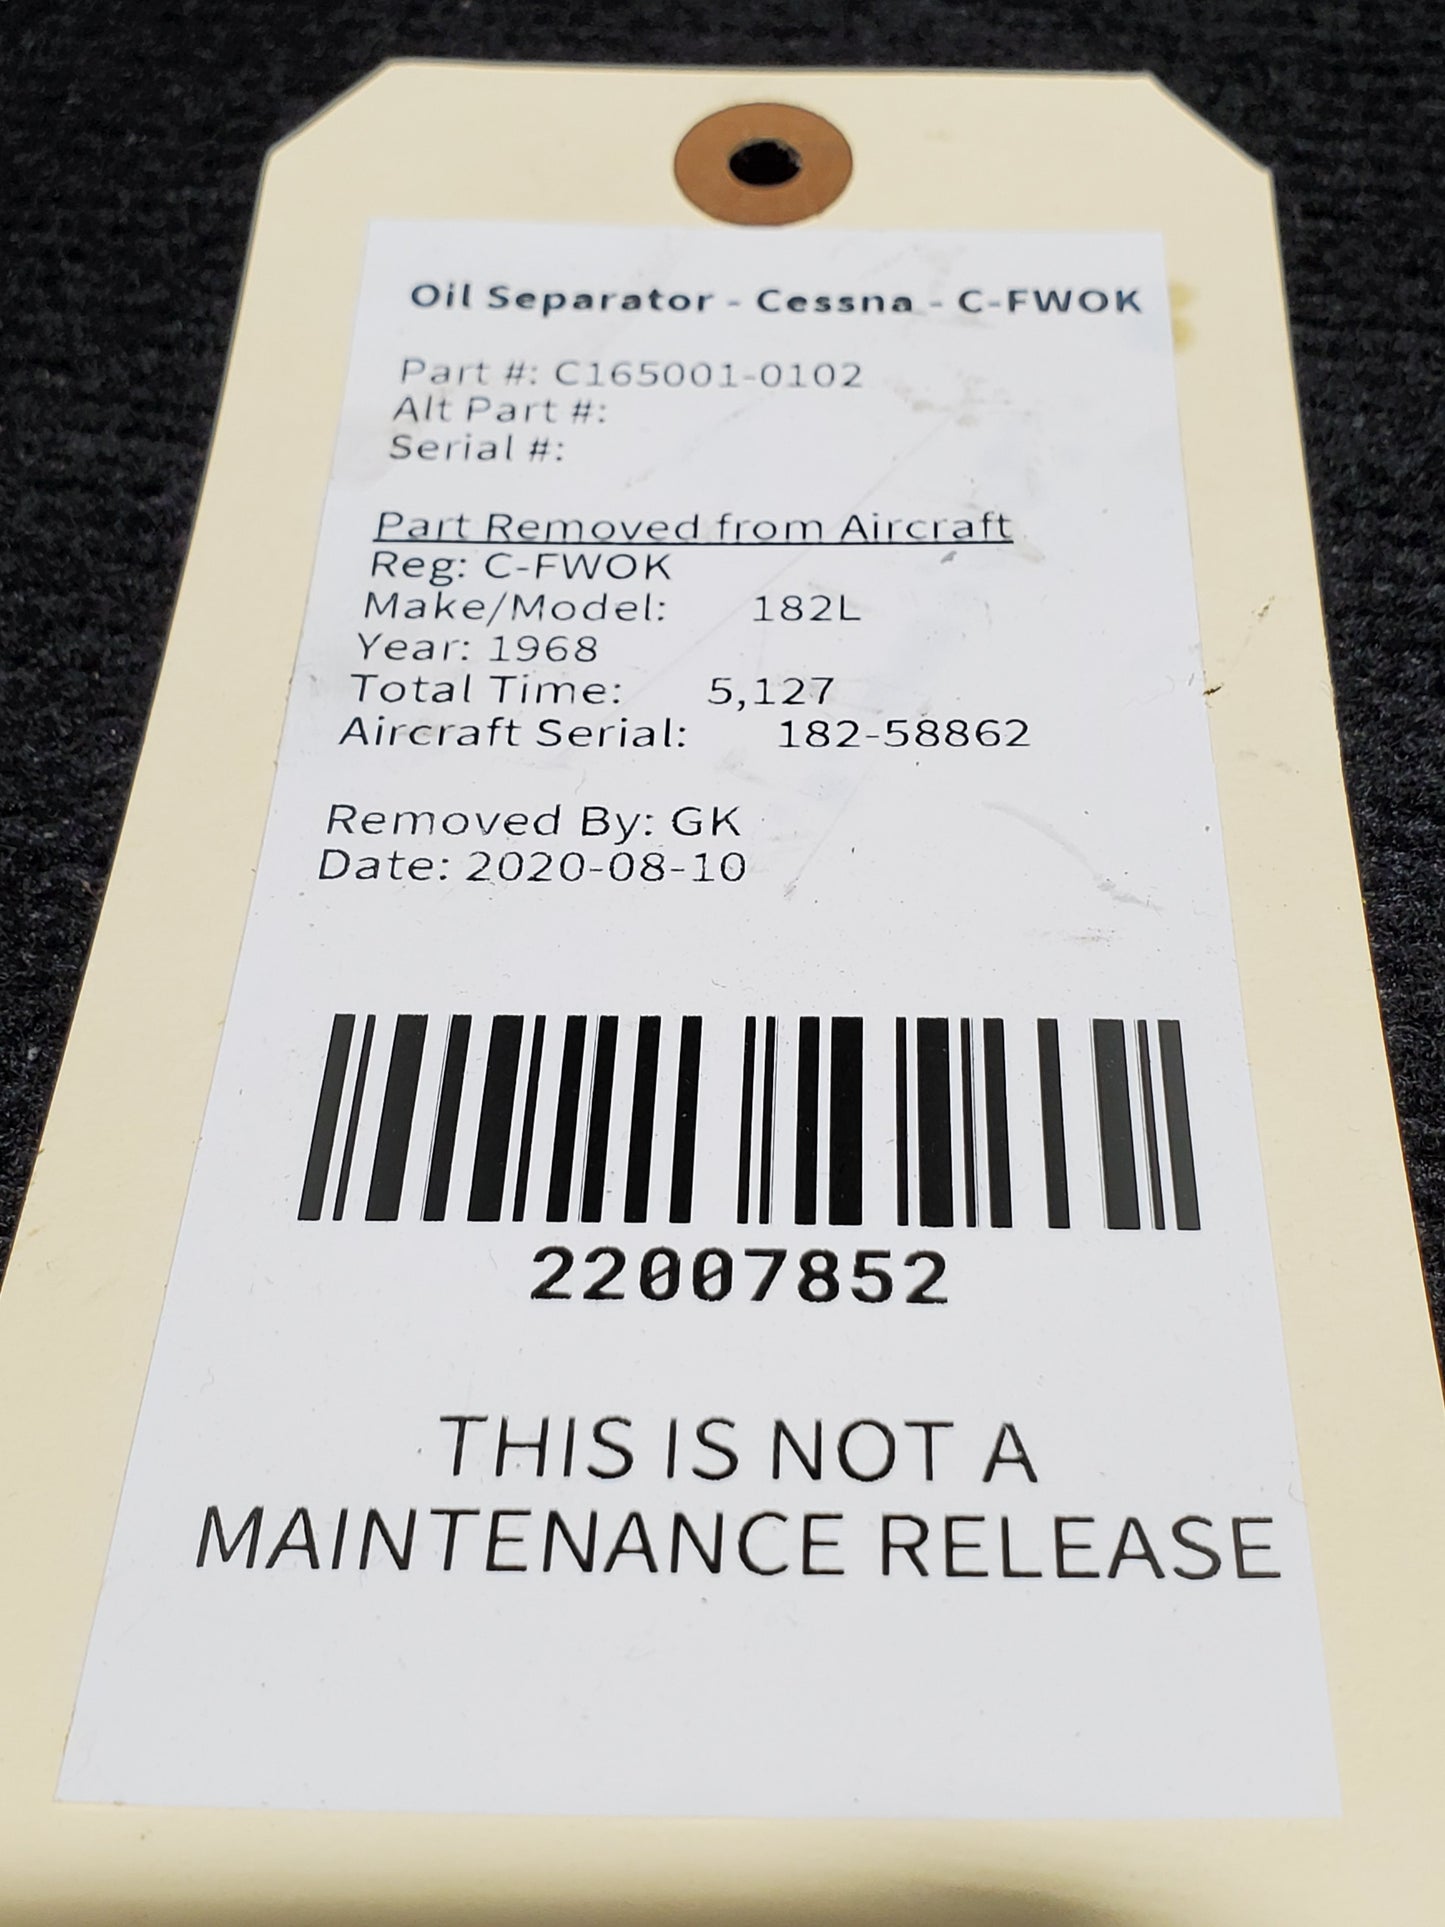 Oil Separator - Cessna - C-FWOK
Part #: C165001-0102
Alt Part #:
Serial #:
Part Removed from Aircraft
Reg: C-FWOK
Make/Model: 182L
Year: 1968
Total Time: 5,127
Aircraft Serial: 182-58862
Removed By: GK
Date: 2020-08-10
22007852
THIS IS NOT A
MAINTENANCE RELEASE